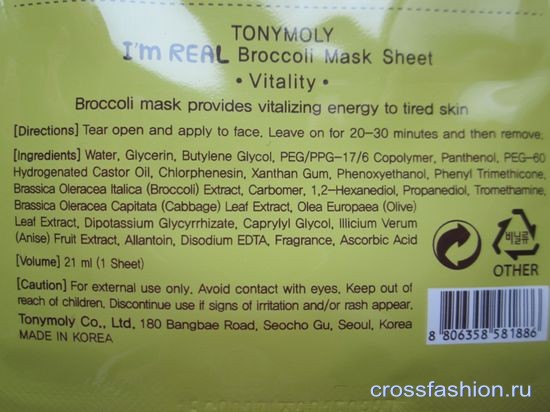 TONYMOLY
I'm REAL Broccoli Mask Sheet
• Vitality •
Broccoli mask provides vitalizing energy to tired skin
[Directions] Tear open and apply to face. Leave on for 20-30 minutes and then remove.
[Ingredients] Water, Glycerin, Butylene Glycol, PEG/PPG-17/6 Copolymer, Panthenol, PEG-60
Hydrogenated Castor Oil, Chlorphenesin, Xanthan Gum, Phenoxyethanol, Phenyl Trimethicone,
Brassica Oleracea Italica (Broccoli) Extract, Carbomer, 1,2-Hexanediol, Propanediol, Tromethamine,
Brassica Oleracea Capitata (Cabbage) Leaf Extract, Olea Europaea (Olive)
Leaf Extract, Dipotassium Glycyrrhizate, Caprylyl Glycol, Illicium Verum
(Anise) Fruit Extract, Allantoin, Disodium EDTA, Fragrance, Ascorbic Acid
[Volume] 21 ml (1 Sheet)
[Caution] For external use only. Avoid contact with eyes. Keep out of
reach of children. Discontinue use if signs of irritation and/or rash appear.
Tonymoly Co., Ltd. 180 Bangbae Road, Seocho Gu, Seoul, Korea
MADE IN KOREA
비닐류
OTHER
8 806358 581886
crossfashion.ru